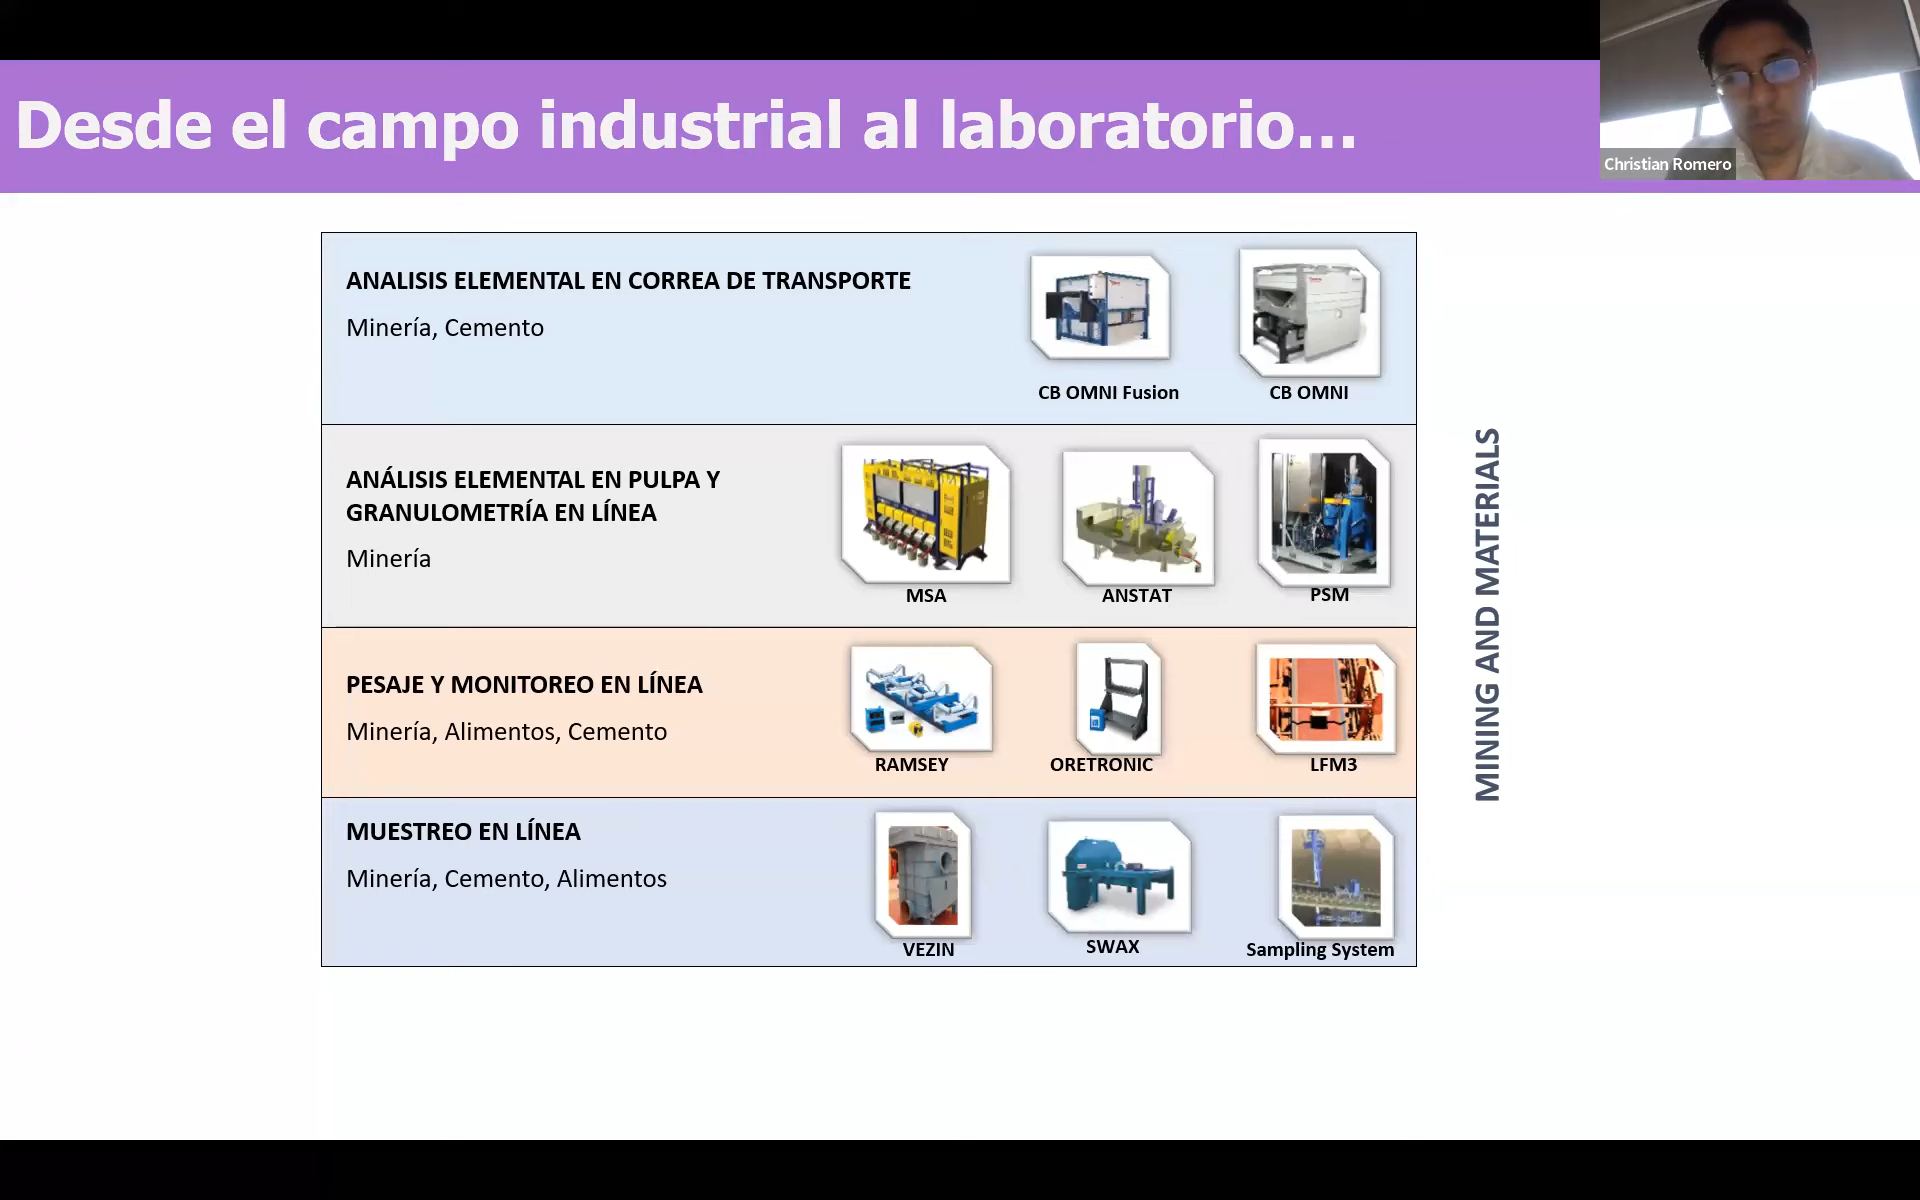 Desde el campo industrial al laboratorio...
Christian Romero
ANALISIS ELEMENTAL EN CORREA DE TRANSPORTE
Minería, Cemento
CB OMNI Fusion
CB OMNI
ANÁLISIS ELEMENTAL EN PULPA Y
GRANULOMETRÍA EN LÍNEA
Minería
MSA
ANSTAT
PSM
PESAJE Y MONITOREO EN LÍNEA
Minería, Alimentos, Cemento
RAMSEY
ORETRONIC
LFM3
MUESTREO EN LÍNEA
Minería, Cemento, Alimentos
VEZIN
SWAX
Sampling System
MINING AND MATERIALS